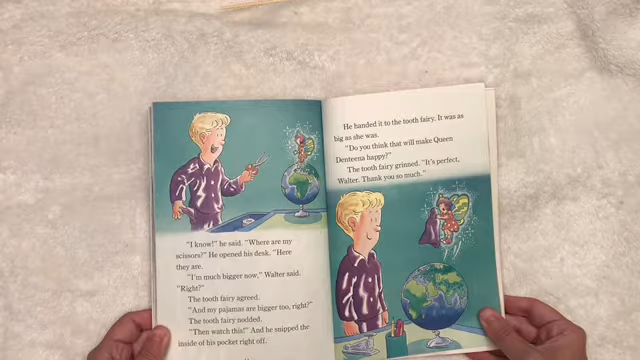 "I know!" he said. "Where are my
scissors?" He opened his desk. "Here
they are.
"I'm much bigger now," Walter said.
"Right?"
The tooth fairy agreed.
"And my pajamas are bigger too, right?"
The tooth fairy nodded.
"Then watch this!" And he snipped the
inside of his pocket right off.
He handed it to the tooth fairy. It was as
big as she was.
"Do you think that will make Queen
Denteena happy?"
The tooth fairy grinned. "It's perfect,
Walter. Thank you so much."